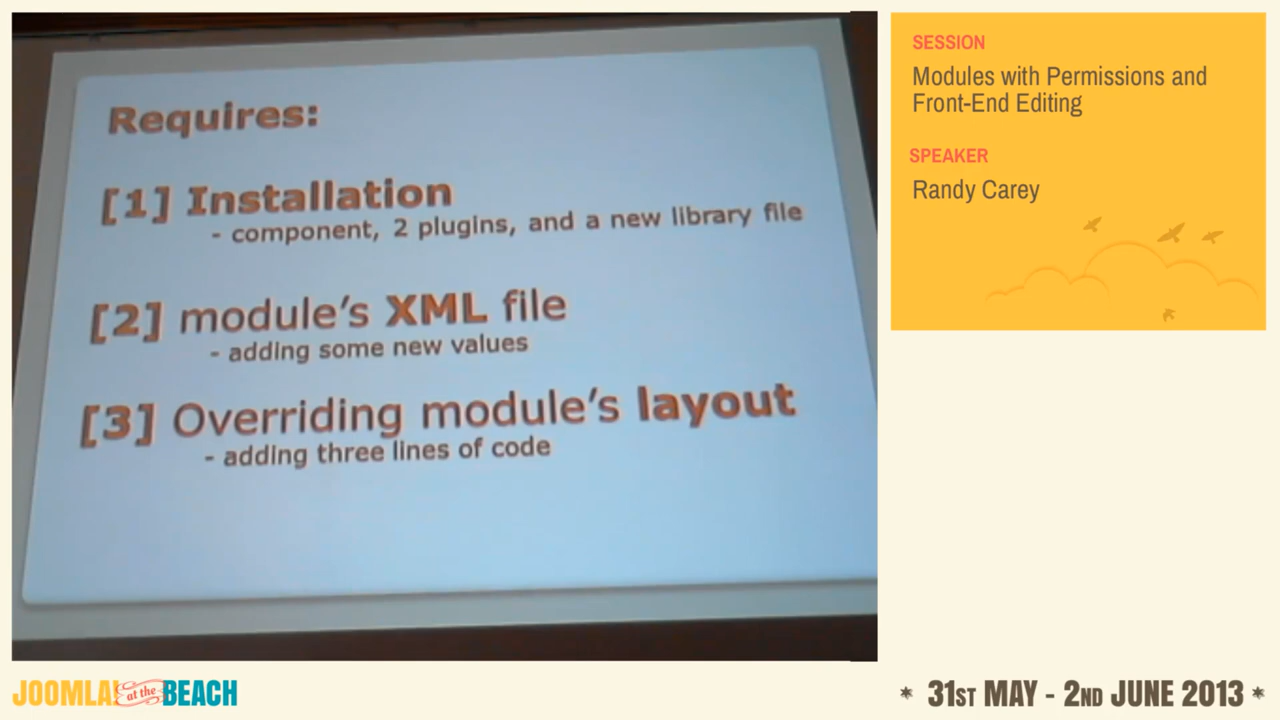 Requires:
[1] Installation
- component, 2 plugins, and a new library file
[2] module's XML file
- adding some new values
[3] Overriding module's layout
- adding three lines of code
SESSION
Modules with Permissions and
Front-End Editing
SPEAKER
Randy Carey
JOOMLA! at the BEACH
* 31ST MAY - 2ND JUNE 2013 *